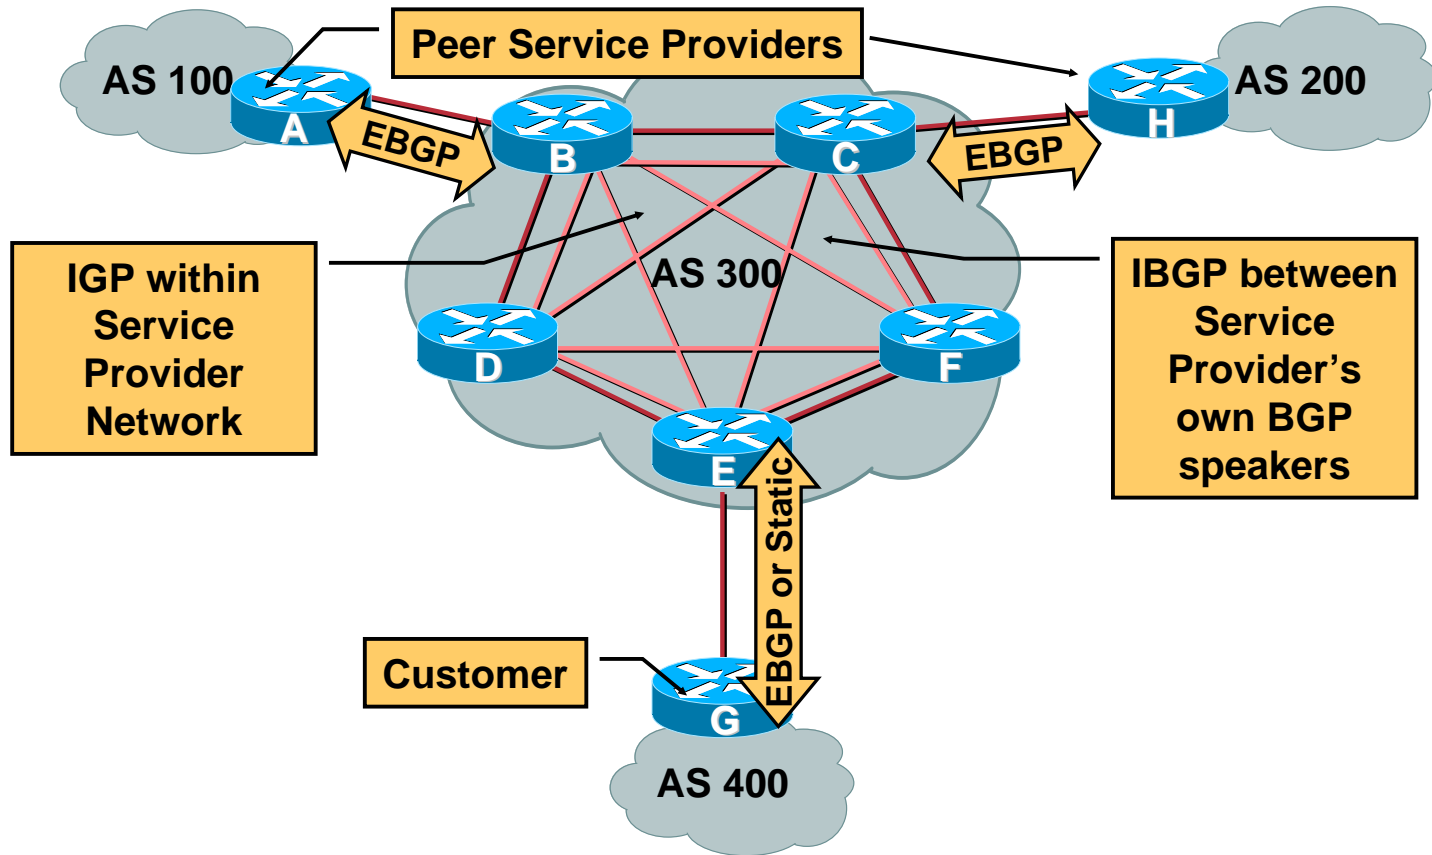 Peer Service Providers
AS 100
AS 200
A
B
C
H
EBGP
EBGP
IGP within
Service
Provider
Network
AS 300
IBGP between
Service
Provider’s
own BGP
speakers
D
F
E
EBGP or Static
Customer
G
AS 400